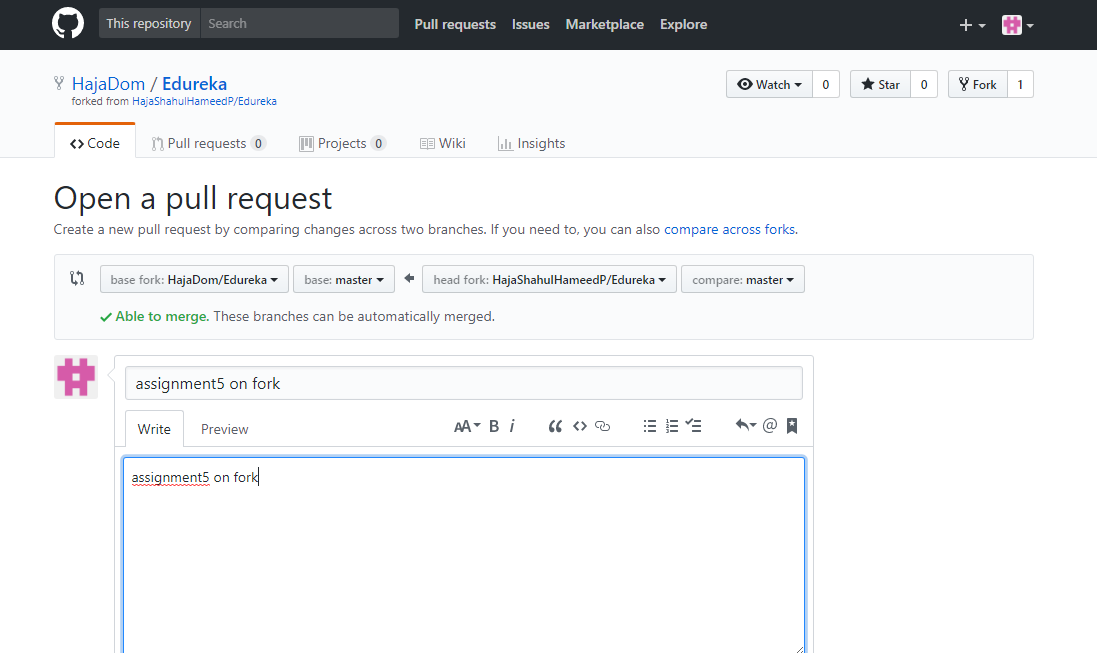 This repository Search Pull requests Issues Marketplace Explore
HajaDom / Edureka
forked from HajaShahulHameedP/Edureka
Watch 0 Star 0 Fork 1
Code Pull requests 0 Projects 0 Wiki Insights
Open a pull request
Create a new pull request by comparing changes across two branches. If you need to, you can also compare across forks.
base fork: HajaDom/Edureka base: master head fork: HajaShahulHameedP/Edureka compare: master
Able to merge. These branches can be automatically merged.
assignment5 on fork
Write Preview AA B i
assignment5 on fork